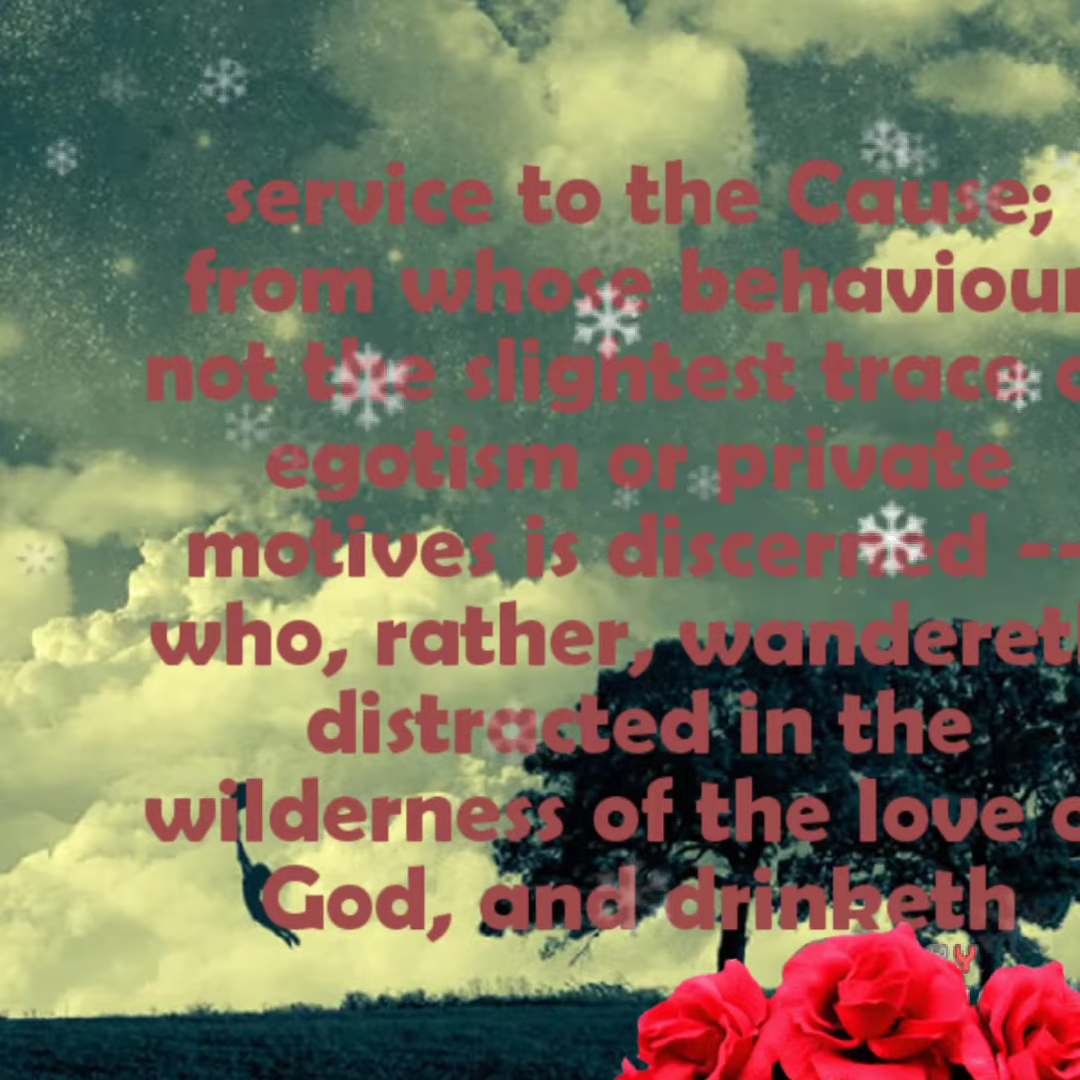 service to the Cause;
from whose behaviour
not the slightest trace o
egotism or private
motives is discerned --
who, rather, wandereth
distracted in the
wilderness of the love o
God, and drinketh